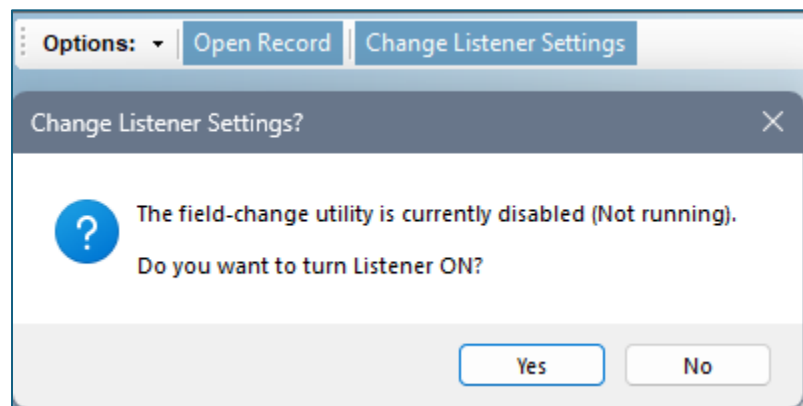 Options: Open Record Change Listener Settings
Change Listener Settings?
The field-change utility is currently disabled (Not running).
Do you want to turn Listener ON?
Yes No